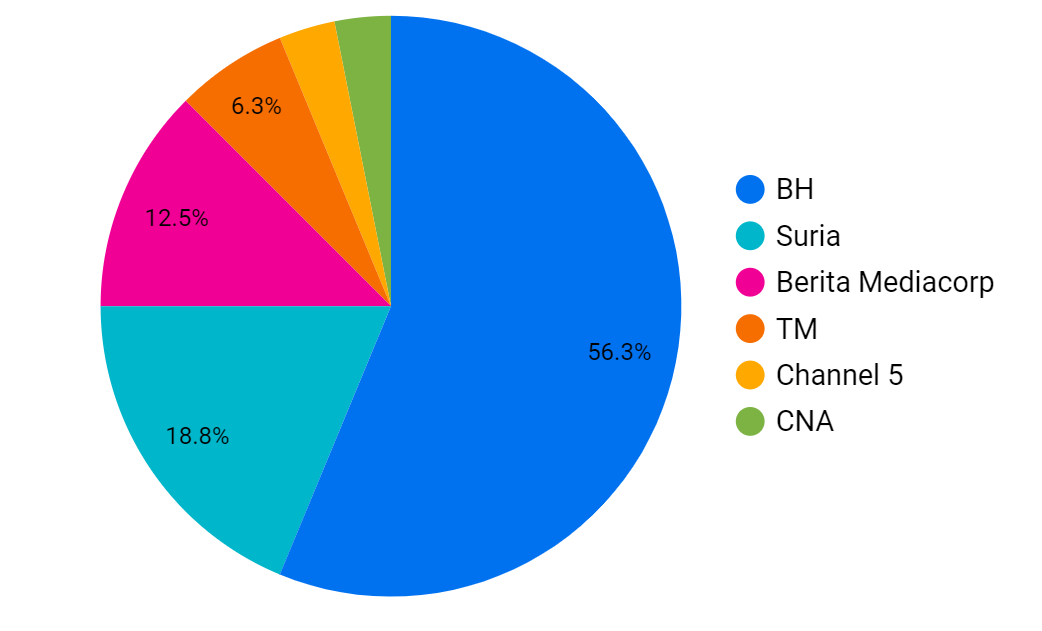 6.3%
12.5%
56.3%
18.8%
BH
Suria
Berita Mediacorp
TM
Channel 5
CNA